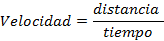 Velocidad = distancia / tiempo